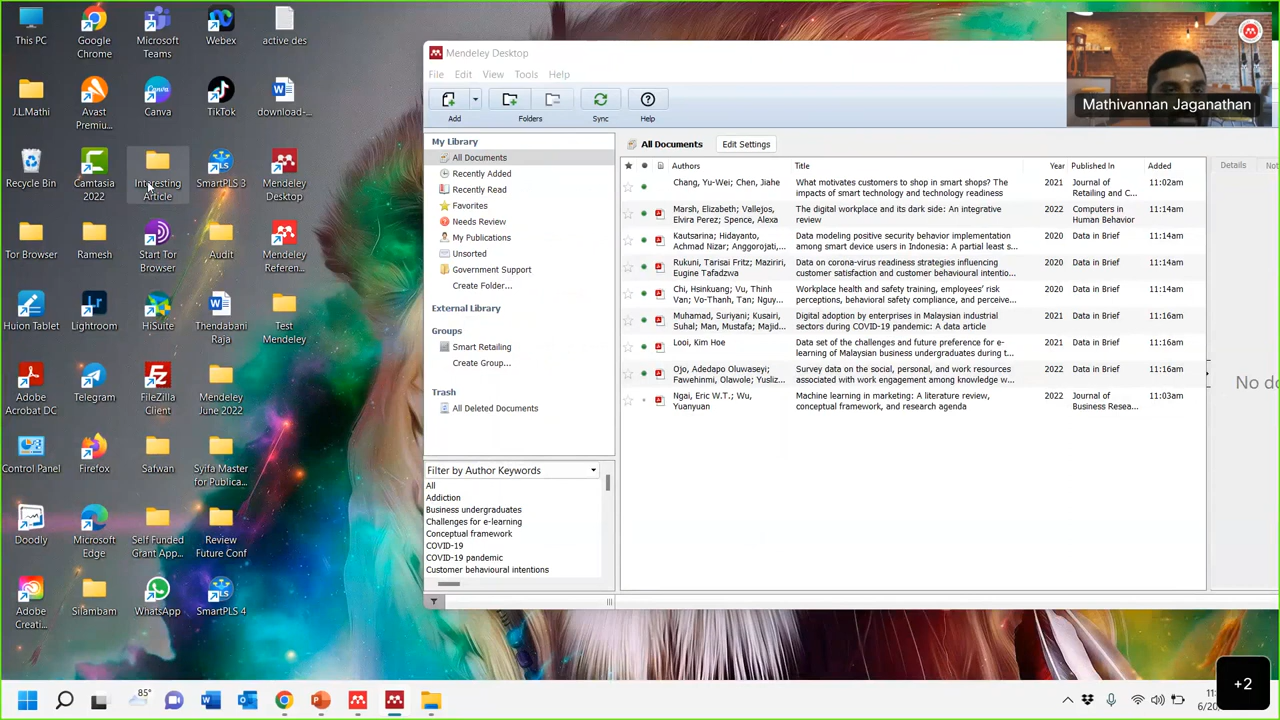 This PC
Google Chrome
Microsoft Teams
Webex
active des
J.L.Mathi
Avast Premiu...
Canva
TikTok
download-...
Recycle Bin
Camtasia 2022
Interesting Article
SmartPLS 3
Mendeley Desktop
Tor Browser
Ramesh
Start Tor Browser
Audit
Mendeley Referen...
Huion Tablet
Lightroom
HiSuite
Thendabani Raja
Test Mendeley
Adobe Acrobat DC
Telegram
FileZilla Client
Mendeley June 2022
Control Panel
Firefox
Safwan
Syifa Master for Publica...
Doodly
Microsoft Edge
Self Funded Grant App...
Review Future Conf
Adobe Creati...
Silambam
WhatsApp
SmartPLS 4
Mendeley Desktop
File Edit View Tools Help
Add Folders Sync Help
My Library
All Documents
Recently Added
Recently Read
Favorites
Needs Review
My Publications
Unsorted
Government Support
Create Folder...
External Library
Groups
Smart Retailing
Create Group...
Trash
All Deleted Documents
Filter by Author Keywords
All
Addiction
Business undergraduates
Challenges for e-learning
Conceptual framework
COVID-19
COVID-19 pandemic
Customer behavioural intentions
All Documents Edit Settings
Authors Title Year Published In Added
Chang, Yu-Wei; Chen, Jiahe What motivates customers to shop in smart shops? The impacts of smart technology and technology readiness 2021 Journal of Retailing and C... 11:02am
Marsh, Elizabeth; Vallejos, Elvira Perez; Spence, Alexa The digital workplace and its dark side: An integrative review 2022 Computers in Human Behavior 11:14am
Kautsarina; Hidayanto, Achmad Nizar; Anggorojati,... Data modeling positive security behavior implementation among smart device users in Indonesia: A partial least s... 2020 Data in Brief 11:14am
Rukuni, Tarisai Fritz; Maziriri, Eugine Tafadzwa Data on corona-virus readiness strategies influencing customer satisfaction and customer behavioural intentio... 2020 Data in Brief 11:14am
Chi, Hsinkuang; Vu, Thinh Van; Vo-Thanh, Tan; Nguy... Workplace health and safety training, employees' risk perceptions, behavioral safety compliance, and perceive... 2020 Data in Brief 11:14am
Muhamad, Suriyani; Kusairi, Suhal; Man, Mustafa; Majid... Digital adoption by enterprises in Malaysian industrial sectors during COVID-19 pandemic: A data article 2021 Data in Brief 11:16am
Looi, Kim Hoe Data set of the challenges and future preference for e-learning of Malaysian business undergraduates during t... 2021 Data in Brief 11:16am
Ojo, Adedapo Oluwaseyi; Fawehinmi, Olawole; Yusliz... Survey data on the social, personal, and work resources associated with work engagement among knowledge w... 2022 Data in Brief 11:16am
Ngai, Eric W.T.; Wu, Yuanyuan Machine learning in marketing: A literature review, conceptual framework, and research agenda 2022 Journal of Business Resea... 11:03am
Details
No do
Mathivannan Jaganathan
85°
+2